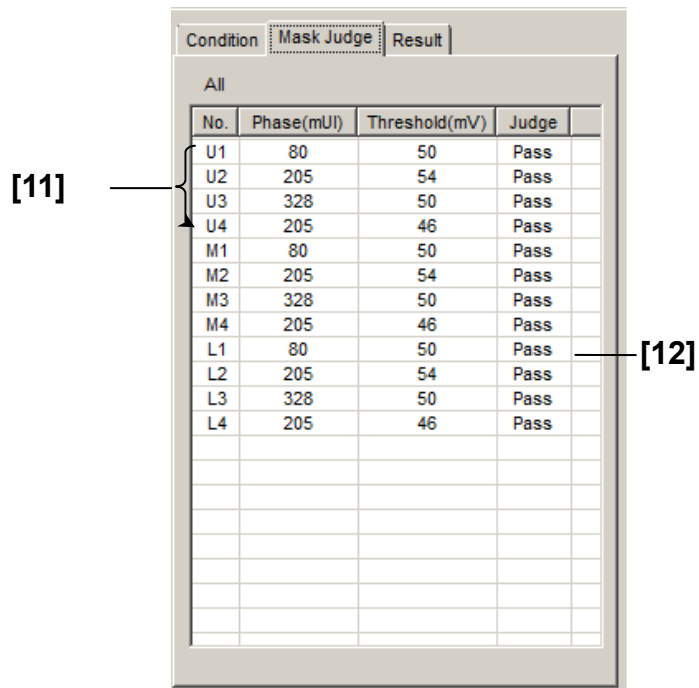 Condition Mask Judge Result
All
No. Phase(mUI) Threshold(mV) Judge
U1 80 50 Pass
U2 205 54 Pass
[11]
U3 328 50 Pass
U4 205 46 Pass
M1 80 50 Pass
M2 205 54 Pass
M3 328 50 Pass
M4 205 46 Pass
L1 80 50 Pass
[12]
L2 205 54 Pass
L3 328 50 Pass
L4 205 46 Pass